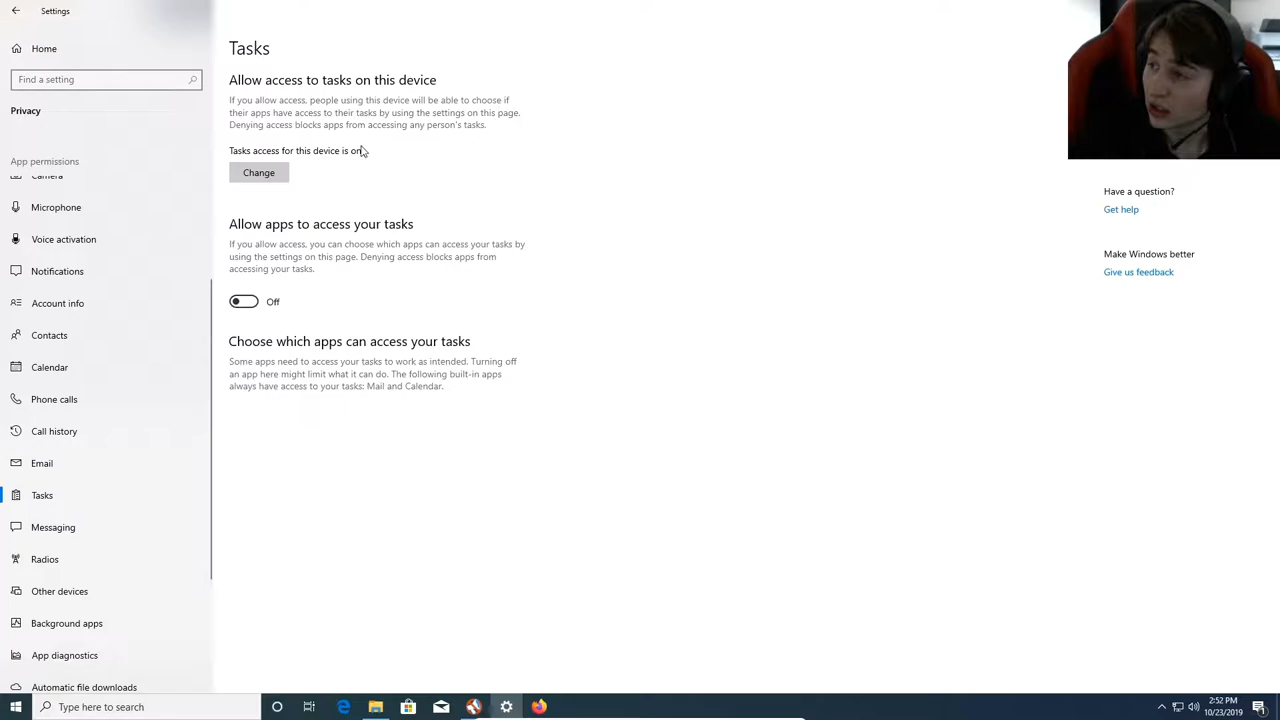 Settings
Home
Find a setting
Privacy
App permissions
Camera
Microphone
Voice activation
Notifications
Account info
Contacts
Calendar
Phone calls
Call history
Email
Tasks
Messaging
Radios
Other devices
Background apps
App diagnostics
Automatic file downloads
Tasks
Allow access to tasks on this device
If you allow access, people using this device will be able to choose if
their apps have access to their tasks by using the settings on this page.
Denying access blocks apps from accessing any person's tasks.
Tasks access for this device is on
Change
Allow apps to access your tasks
If you allow access, you can choose which apps can access your tasks by
using the settings on this page. Denying access blocks apps from
accessing your tasks.
Off
Choose which apps can access your tasks
Some apps need to access your tasks to work as intended. Turning off
an app here might limit what it can do. The following built-in apps
always have access to your tasks: Mail and Calendar.
Have a question?
Get help
Make Windows better
Give us feedback
Type here to search
2:52 PM
10/23/2019
1